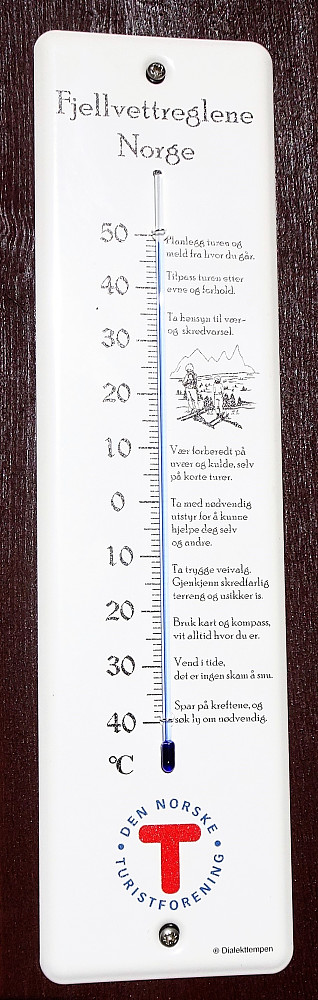 Fjellvettreglene
Norge
50
Planlegg turen og
meld fra hvor du går.
40
Tilpass turen etter
evne og forhold.
30
Ta hensyn til vær-
og skredvarsel.
20
10
Vær forberedt på
uvær og kulde, selv
på korte turer.
0
Ta med nødvendig
utstyr for å kunne
hjelpe deg selv
og andre.
10
Ta trygge veivalg.
Gjenkjenn skredfarlig
terreng og usikker is.
20
Bruk kart og kompass,
vit alltid hvor du er.
30
Vend i tide,
det er ingen skam å snu.
40
Spar på kreftene, og
søk ly om nødvendig.
°C
DEN NORSKE
T
TURISTFORENING
® Dialekttempen